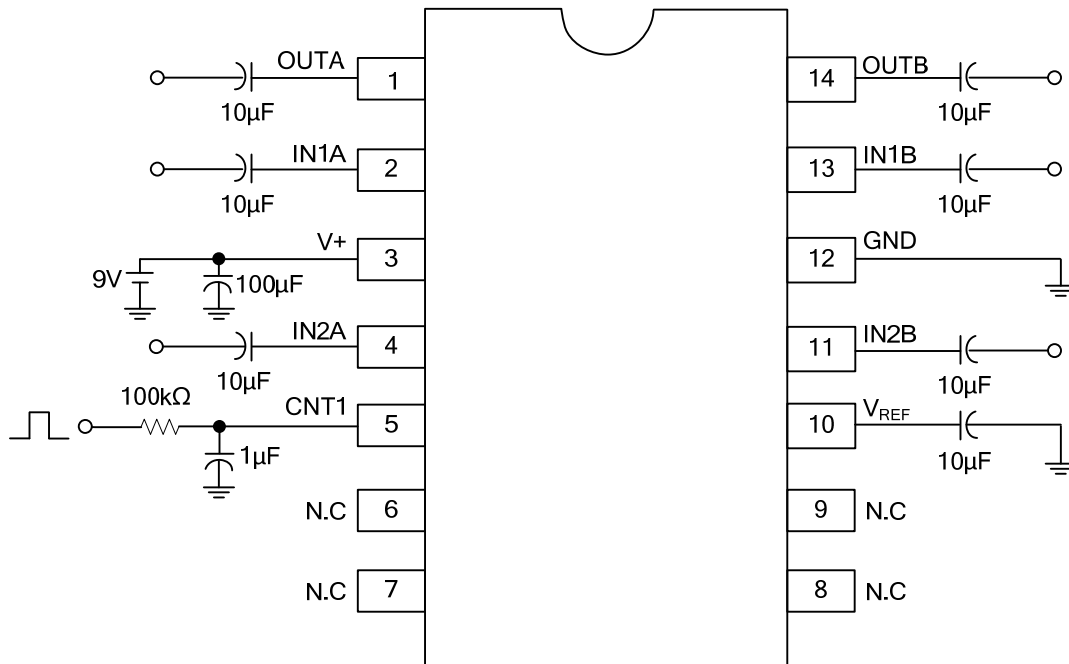 OUTA
1
10µF
IN1A
2
10µF
V+
3
9V
100µF
IN2A
4
10µF
100kΩ
CNT1
5
1µF
N.C
6
N.C
7
OUTB
14
10µF
IN1B
13
10µF
GND
12
IN2B
11
10µF
VREF
10
10µF
9
N.C
8
N.C